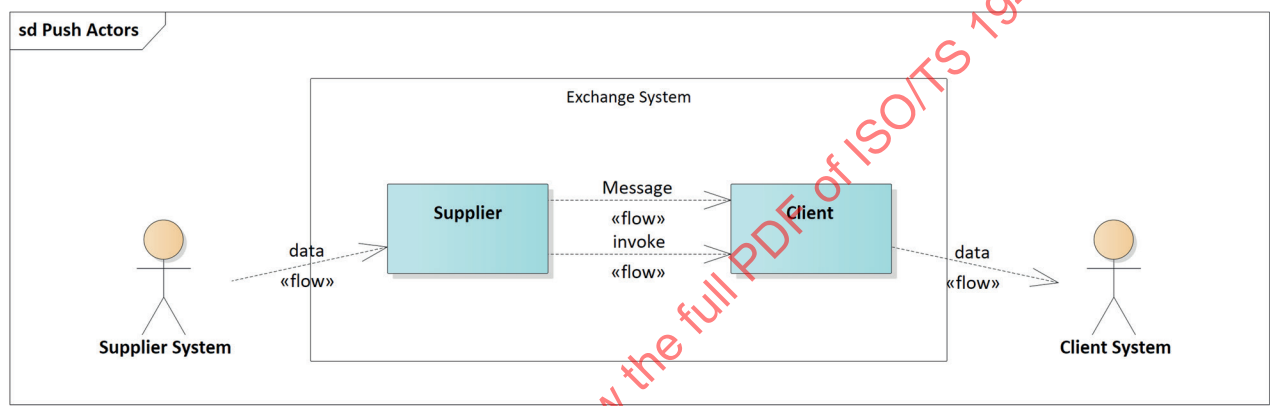 sd Push Actors
Exchange System
Supplier
Message
«flow»
invoke
«flow»
Client
data
«flow»
data
«flow»
Supplier System
Client System
the full PDF of ISO/TS 19